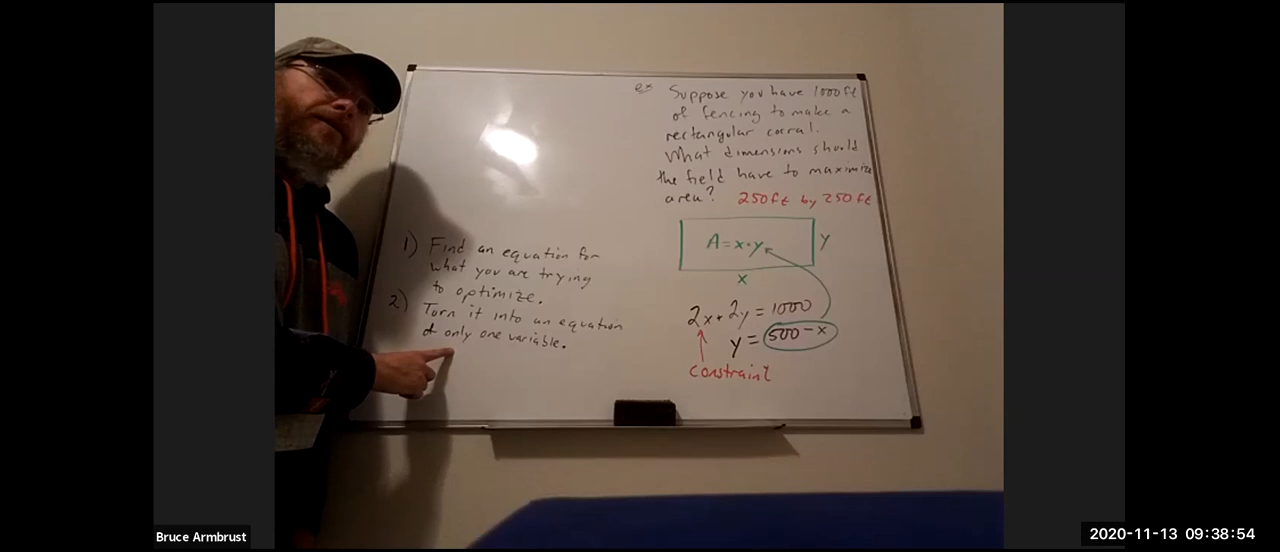 ex Suppose you have 1000ft
of fencing to make a
rectangular corral.
What dimensions should
the field have to maximize
area? 250ft by 250ft
1) Find an equation for
what you are trying
to optimize.
2) Turn it into an equation
of only one variable.
A = x·y
y
x
2x + 2y = 1000
y = 500 - x
constraint
Bruce Armbrust
2020-11-13 09:38:54